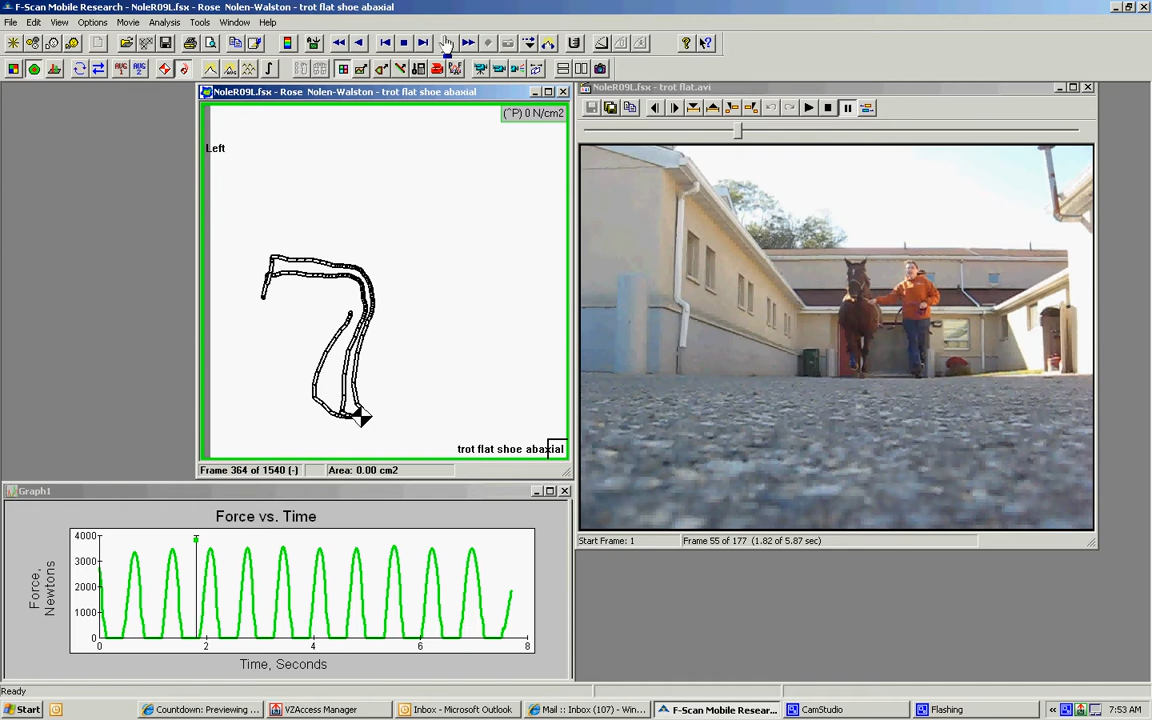 F-Scan Mobile Research - NoleR09L.fsx - Rose  Nolen-Walston - trot flat shoe abaxial
File Edit View Options Movie Analysis Tools Window Help
NoleR09L.fsx - Rose  Nolen-Walston - trot flat shoe abaxial
(^P) 0 N/cm2
Left
trot flat shoe abaxial
Frame 364 of 1540 (-)
Area: 0.00 cm2
NoleR09L.fsx - trot flat.avi
Start Frame: 1
Frame 55 of 177  (1.82 of 5.87 sec)
Graph1
Force vs. Time
Force, Newtons
4000
3000
2000
1000
0
0 2 4 6 8
Time, Seconds
Ready
Start
Countdown: Previewing ...
VZAccess Manager
Inbox - Microsoft Outlook
Mail :: Inbox (107) - Win...
F-Scan Mobile Resear...
CamStudio
Flashing
7:53 AM